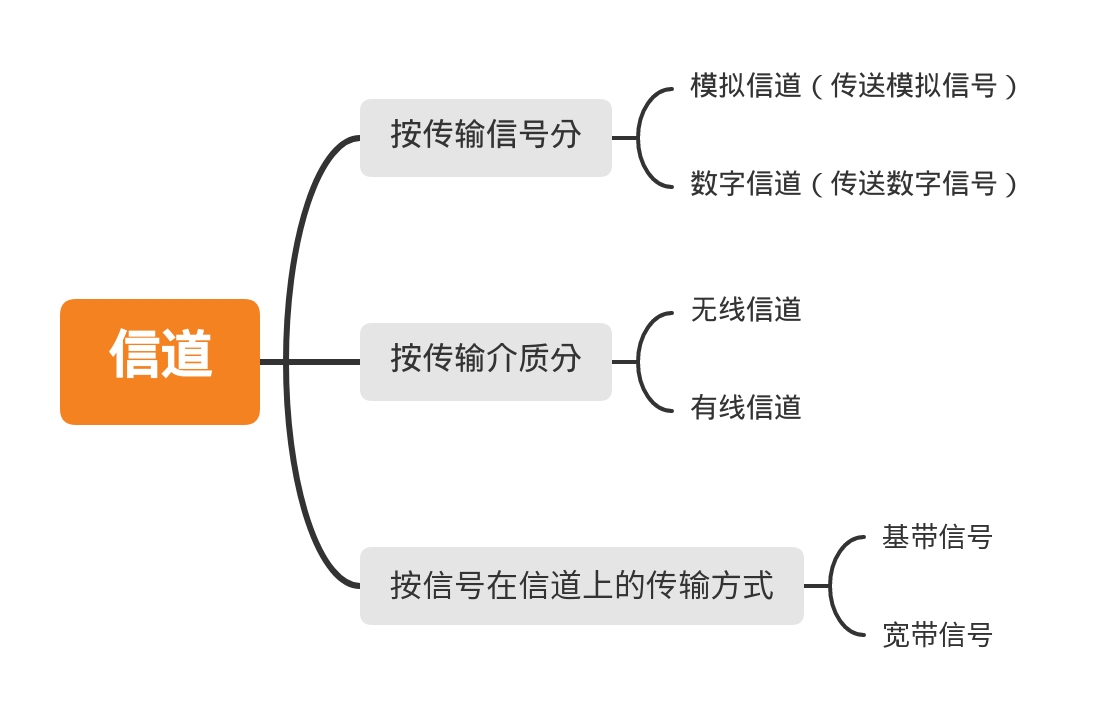 信道
按传输信号分
模拟信道（传送模拟信号）
数字信道（传送数字信号）
按传输介质分
无线信道
有线信道
按信号在信道上的传输方式
基带信号
宽带信号